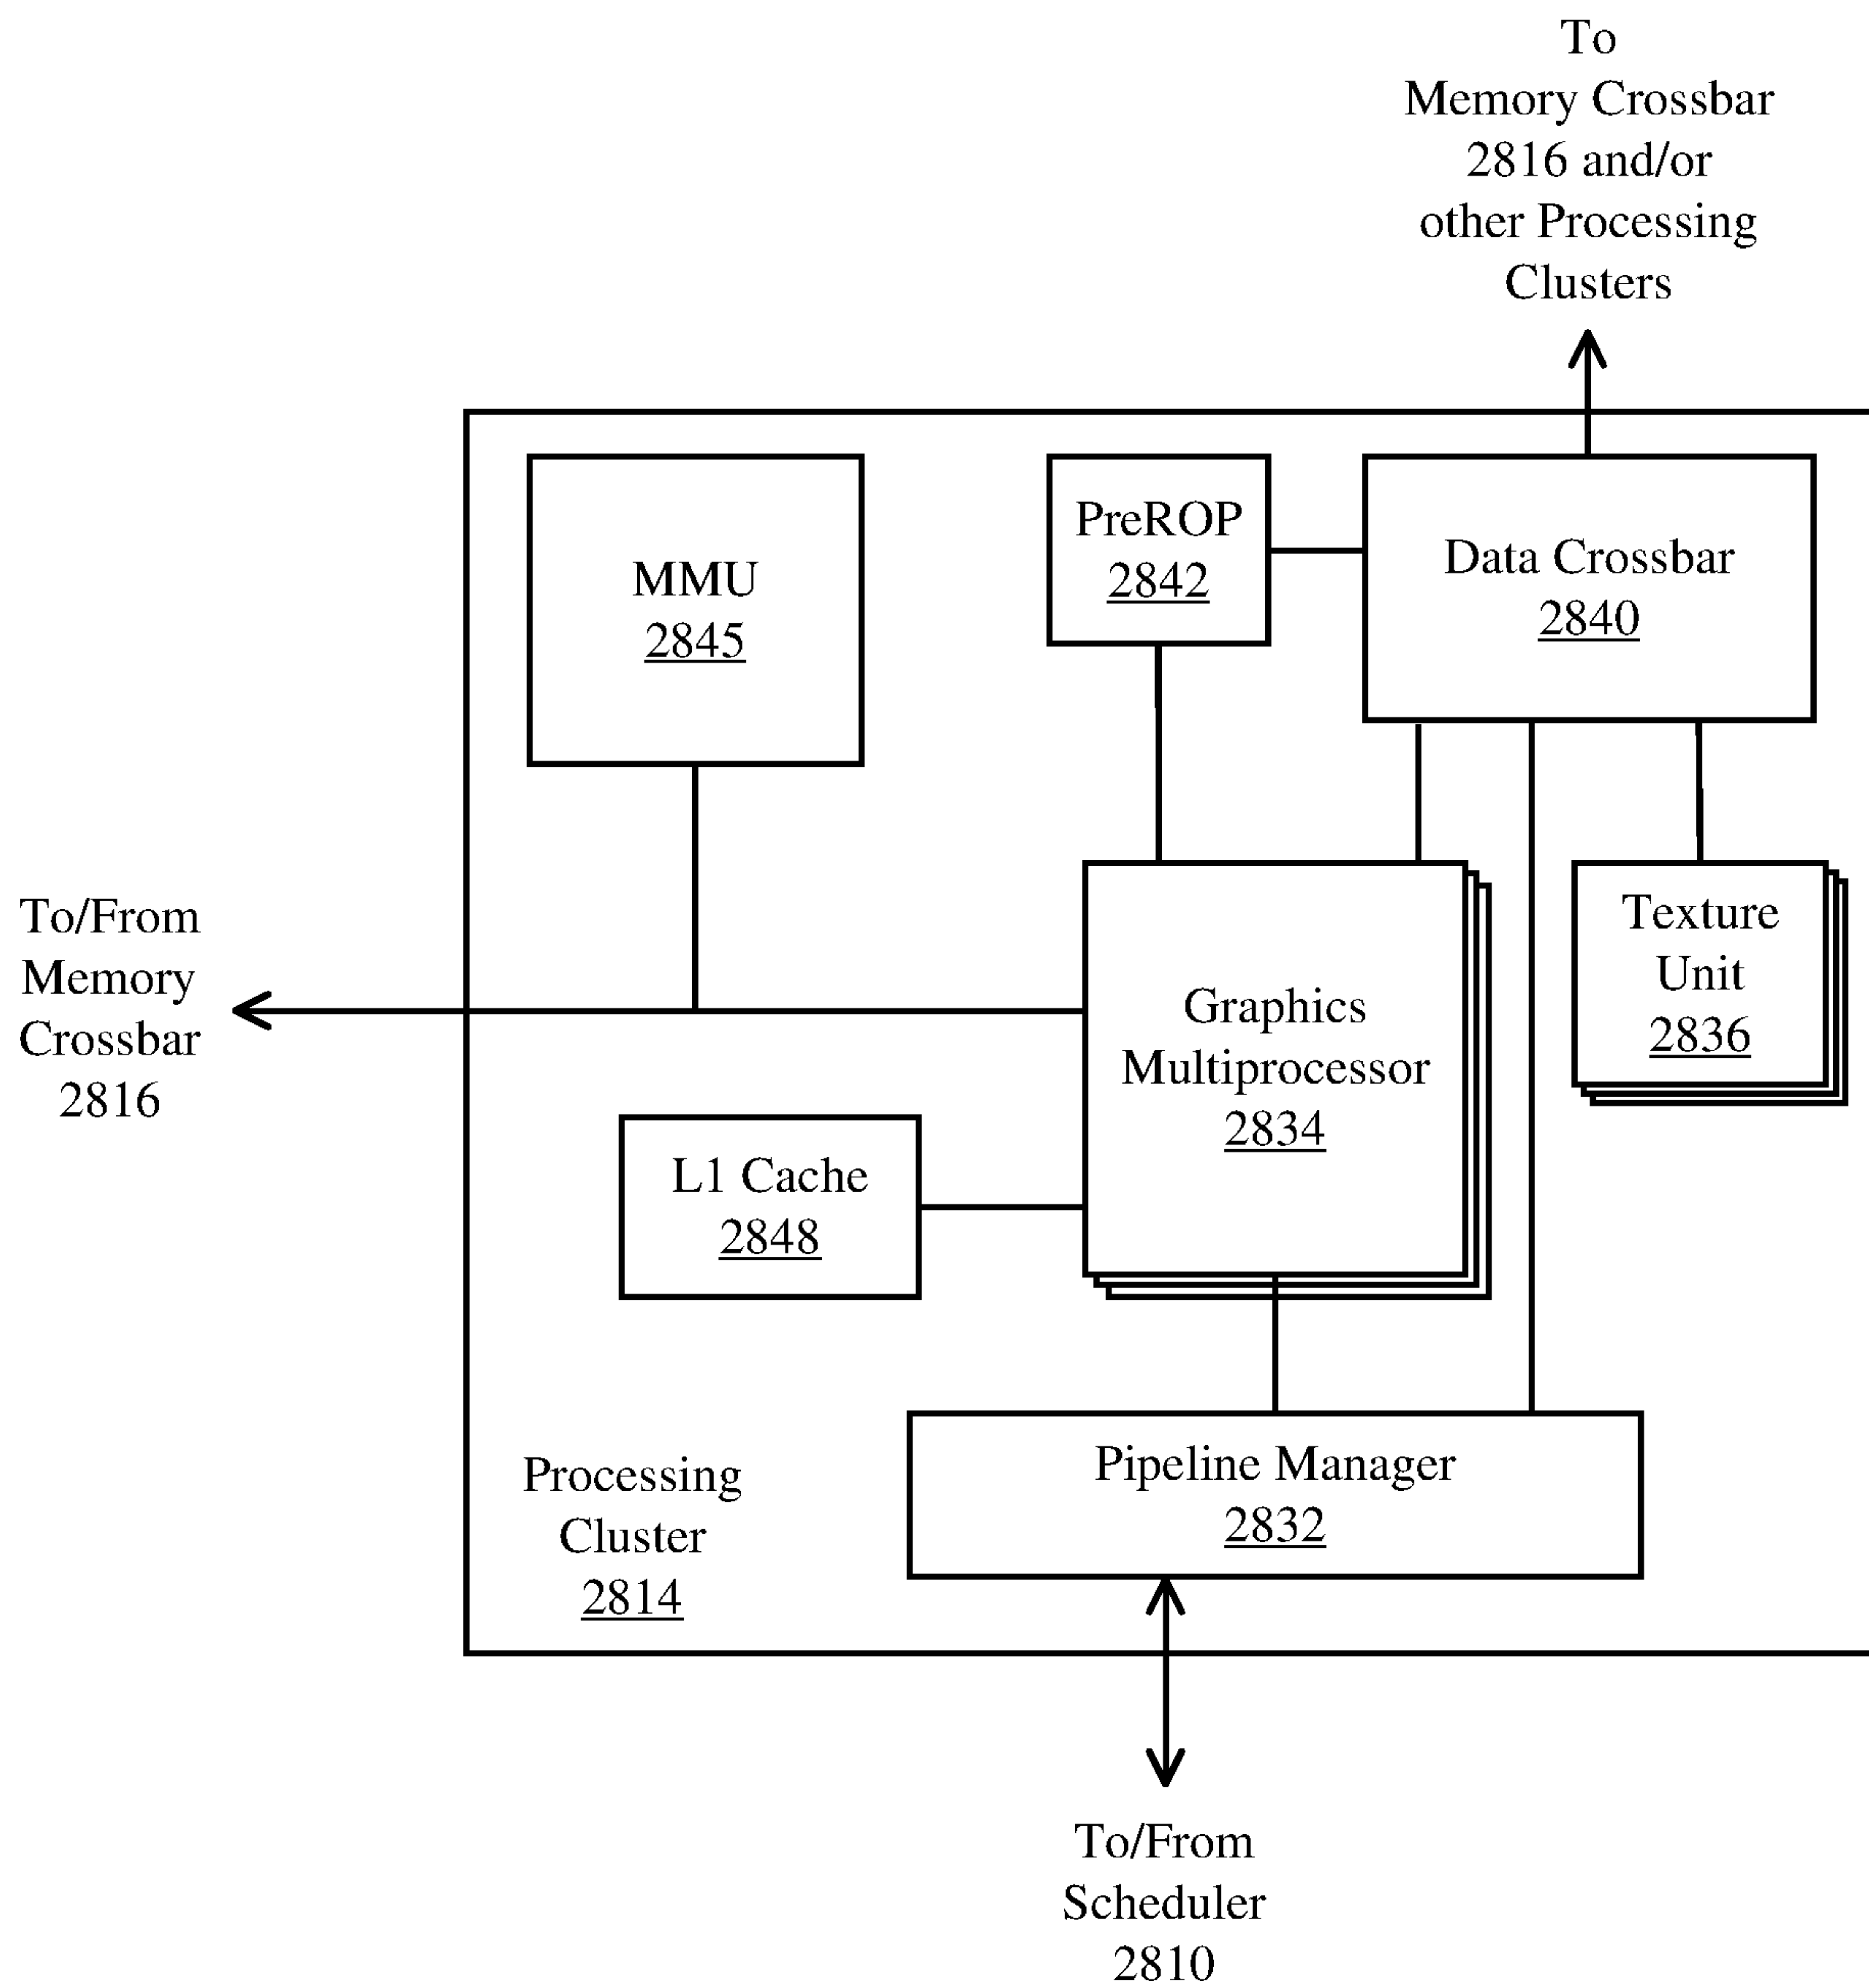 To
Memory Crossbar
2816 and/or
other Processing
Clusters
MMU
2845
PreROP
2842
Data Crossbar
2840
To/From
Memory
Crossbar
2816
Graphics
Multiprocessor
2834
Texture
Unit
2836
L1 Cache
2848
Processing
Cluster
2814
Pipeline Manager
2832
To/From
Scheduler
2810